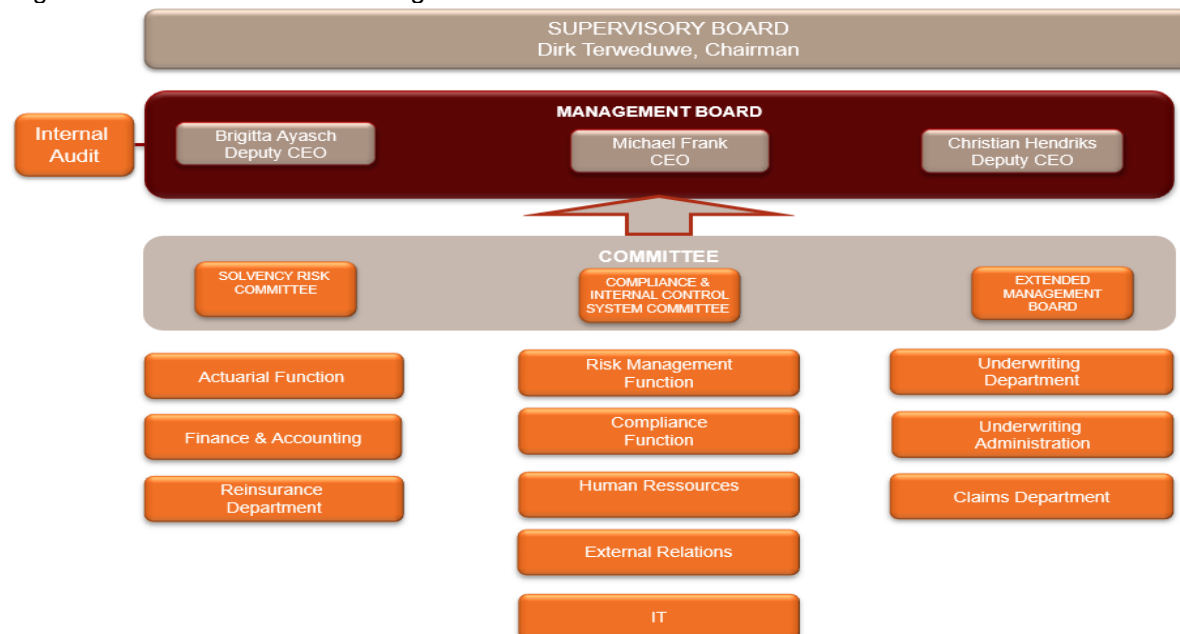 SUPERVISORY BOARD
Dirk Terweduwe, Chairman
MANAGEMENT BOARD
Internal
Audit
Brigitta Ayasch
Deputy CEO
Michael Frank
CEO
Christian Hendriks
Deputy CEO
COMMITTEE
SOLVENCY RISK
COMMITTEE
COMPLIANCE &
INTERNAL CONTROL
SYSTEM COMMITTEE
EXTENDED
MANAGEMENT
BOARD
Actuarial Function
Finance & Accounting
Reinsurance
Department
Risk Management
Function
Compliance
Function
Human Ressources
External Relations
IT
Underwriting
Department
Underwriting
Administration
Claims Department